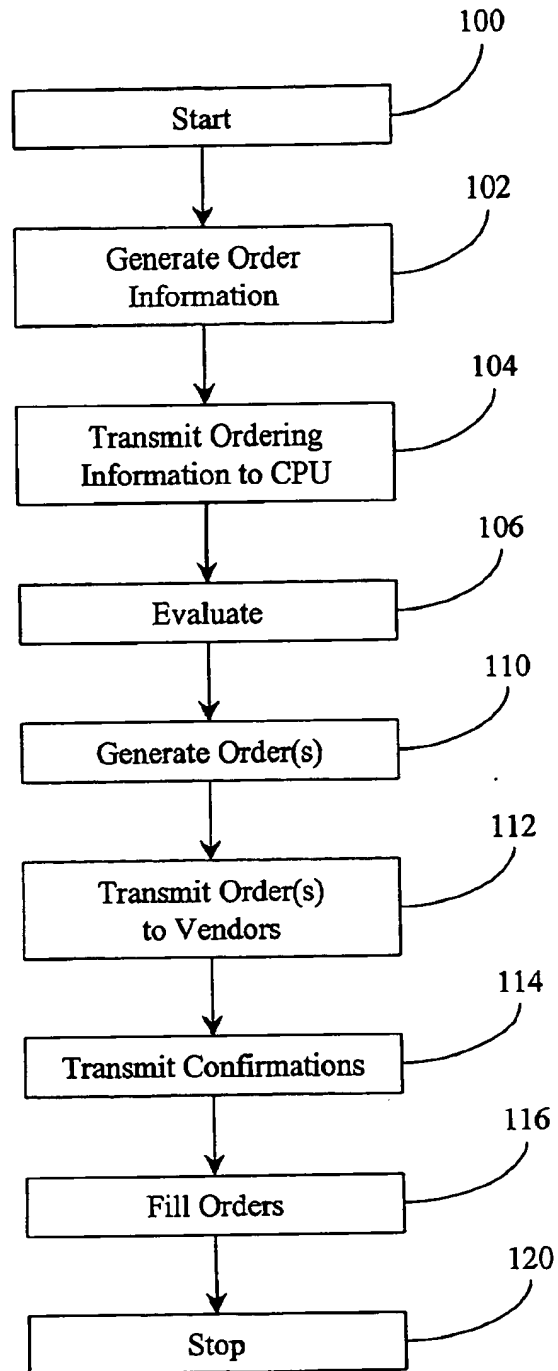 100
Start
102
Generate Order
Information
104
Transmit Ordering
Information to CPU
106
Evaluate
110
Generate Order(s)
112
Transmit Order(s)
to Vendors
114
Transmit Confirmations
116
Fill Orders
120
Stop